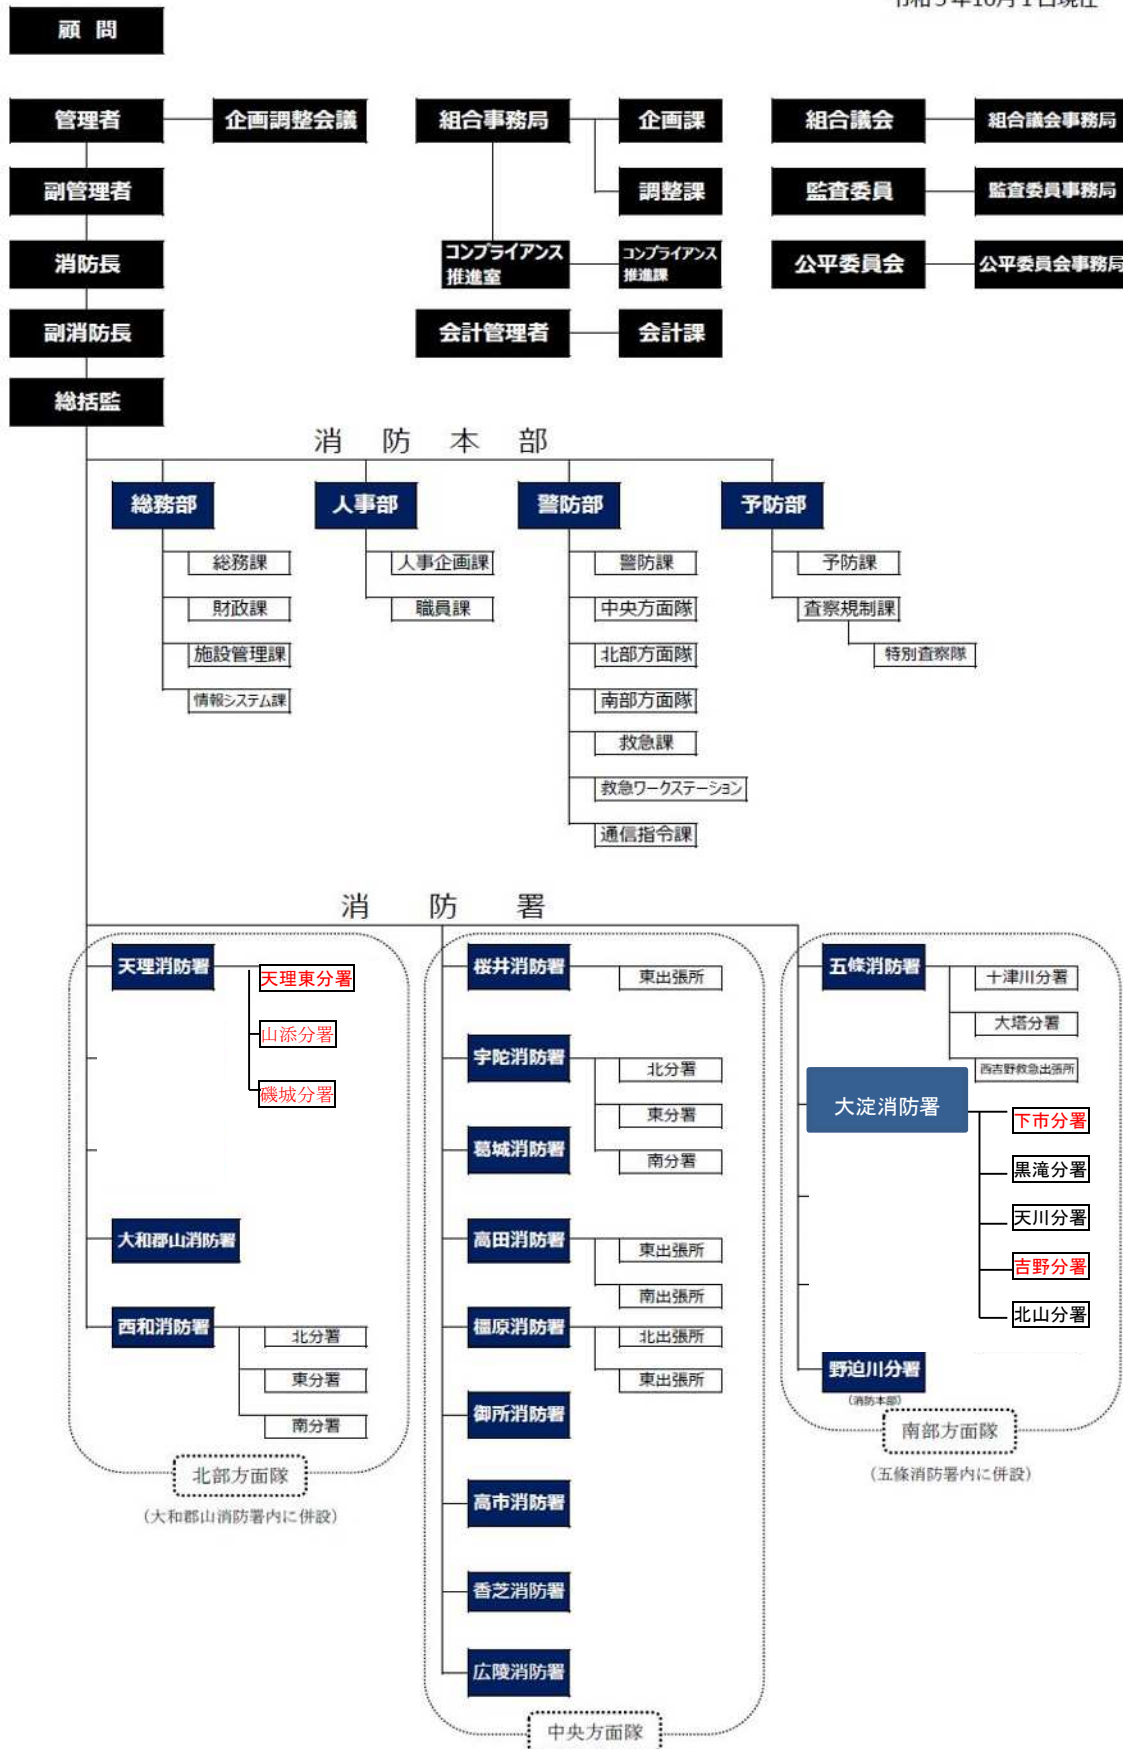 令和5年10月1日現在
顧 問
管理者 企画調整会議 組合事務局 企画課 組合議会 組合議会事務局
副管理者 調整課 監査委員 監査委員事務局
消防長 コンプライアンス推進室 コンプライアンス推進課 公平委員会 公平委員会事務局
副消防長 会計管理者 会計課
総括監
消 防 本 部
総務部 人事部 警防部 予防部
総務課 人事企画課 警防課 予防課
財政課 職員課 中央方面隊 査察規制課
施設管理課 北部方面隊 特別査察隊
情報システム課 南部方面隊
救急課
救急ワークステーション
通信指令課
消 防 署
天理消防署
天理東分署
山添分署
磯城分署
大和郡山消防署
西和消防署
北分署
東分署
南分署
北部方面隊
(大和郡山消防署内に併設)
桜井消防署
東出張所
宇陀消防署
北分署
東分署
南分署
葛城消防署
高田消防署
東出張所
南出張所
橿原消防署
北出張所
東出張所
御所消防署
高市消防署
香芝消防署
広陵消防署
中央方面隊
五條消防署
十津川分署
大塔分署
西吉野救急出張所
大淀消防署
下市分署
黒滝分署
天川分署
吉野分署
北山分署
野迫川分署
(消防本部)
南部方面隊
(五條消防署内に併設)